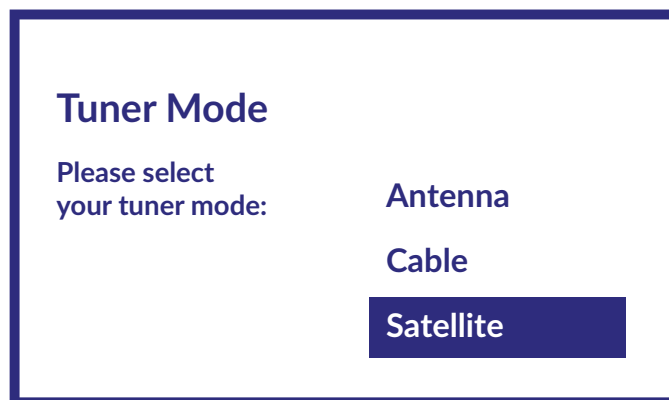 Tuner Mode
Please select
your tuner mode:
Antenna
Cable
Satellite